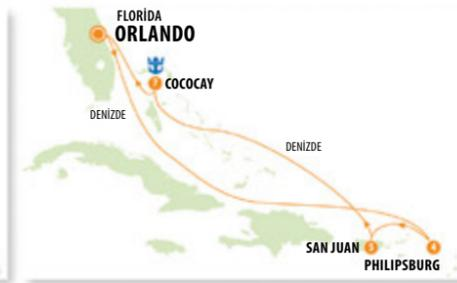 FLORİDA
ORLANDO
COCOCAY
DENİZDE
DENİZDE
SAN JUAN
PHILIPSBURG